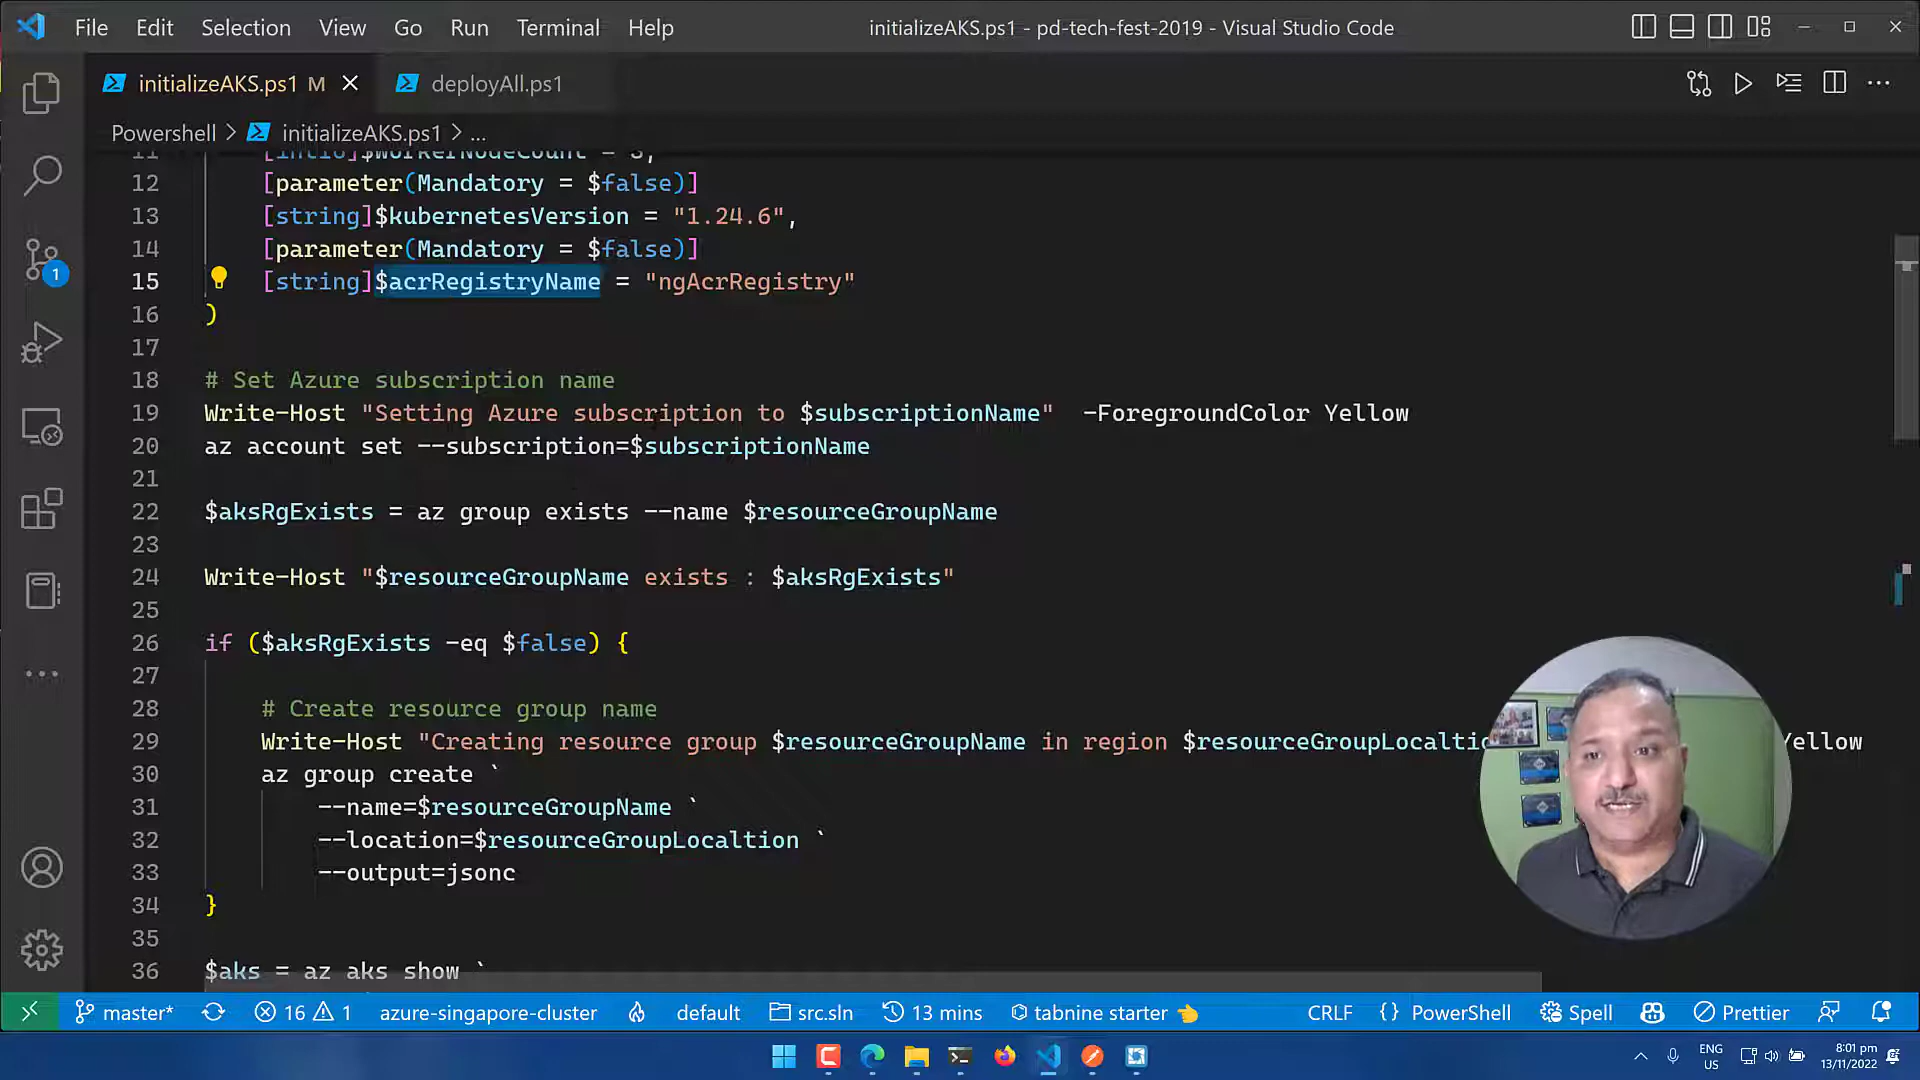 File Edit Selection View Go Run Terminal Help
initializeAKS.ps1 - pd-tech-fest-2019 - Visual Studio Code
initializeAKS.ps1 M
deployAll.ps1
Powershell > initializeAKS.ps1 > ...
11 [int16]$workerNodeCount = 3,
12 [parameter(Mandatory = $false)]
13 [string]$kubernetesVersion = "1.24.6",
14 [parameter(Mandatory = $false)]
15 [string]$acrRegistryName = "ngAcrRegistry"
16 )
17
18 # Set Azure subscription name
19 Write-Host "Setting Azure subscription to $subscriptionName" -ForegroundColor Yellow
20 az account set --subscription=$subscriptionName
21
22 $aksRgExists = az group exists --name $resourceGroupName
23
24 Write-Host "$resourceGroupName exists : $aksRgExists"
25
26 if ($aksRgExists -eq $false) {
27
28 # Create resource group name
29 Write-Host "Creating resource group $resourceGroupName in region $resourceGroupLocaltio Yellow
30 az group create `
31 --name=$resourceGroupName `
32 --location=$resourceGroupLocaltion `
33 --output=jsonc
34 }
35
36 $aks = az aks show `
1
master* 16 1 azure-singapore-cluster default src.sln 13 mins tabnine starter CRLF {} PowerShell Spell Prettier
ENG
US
8:01 pm
13/11/2022